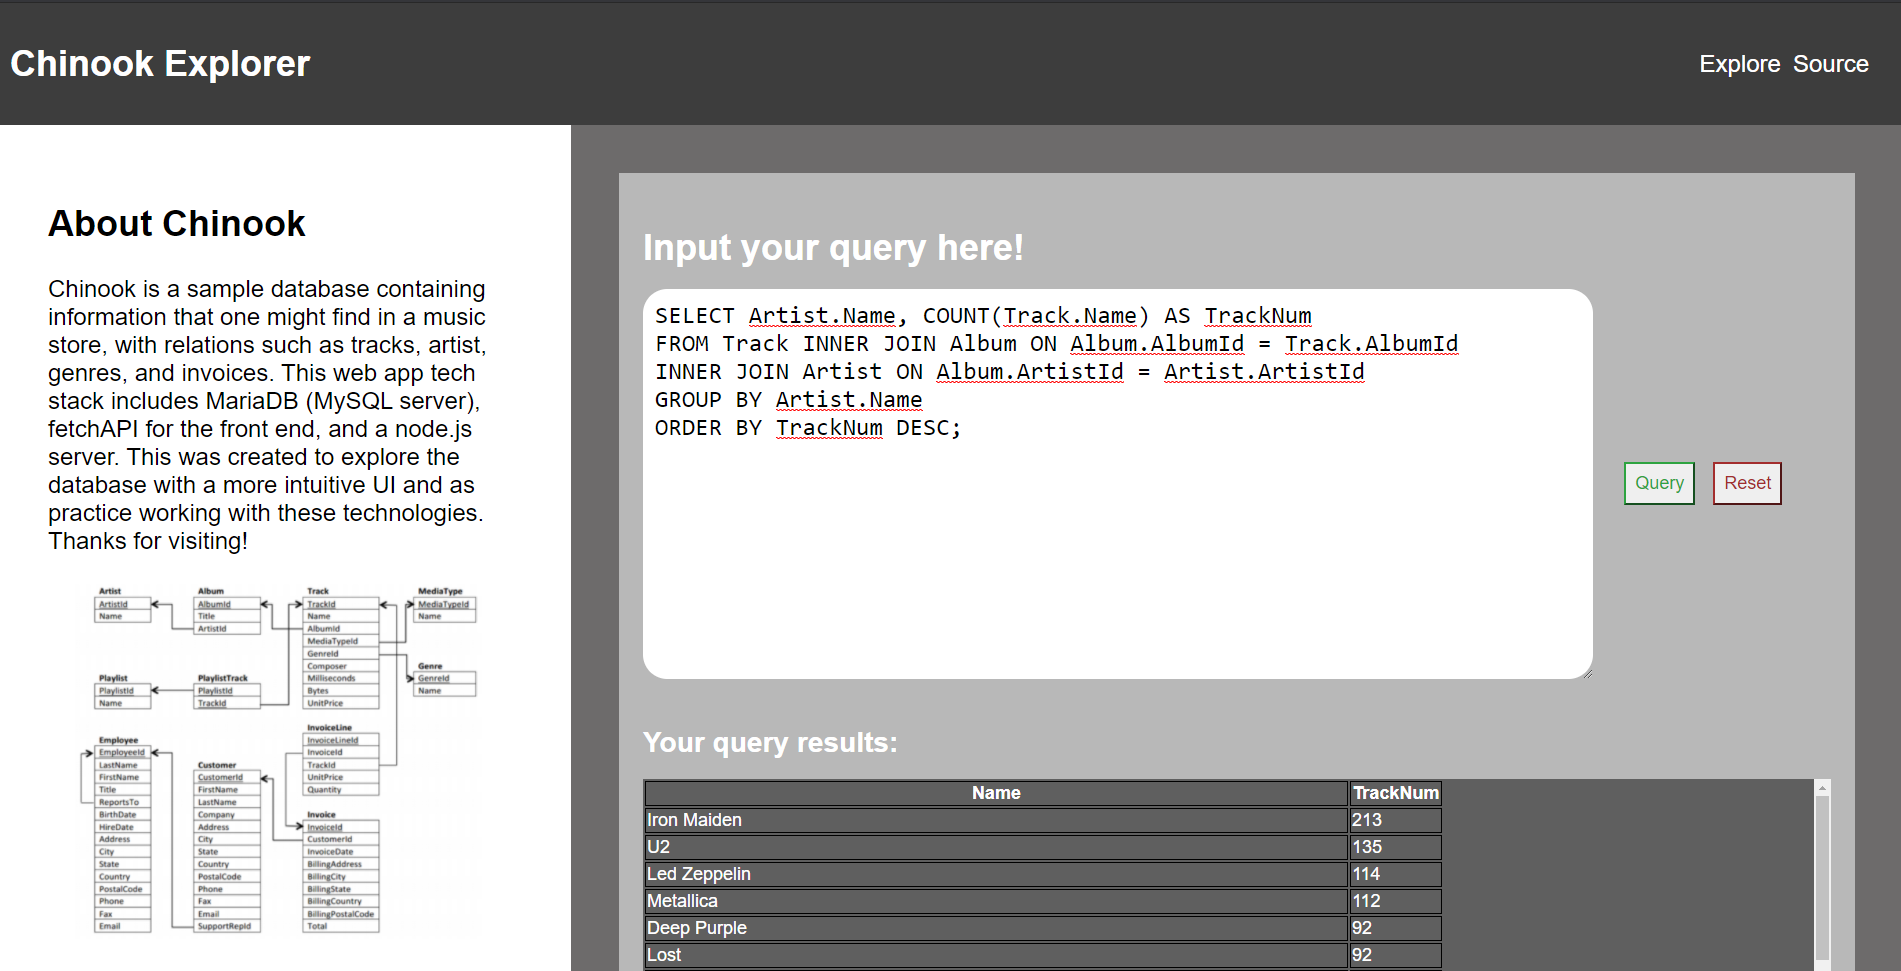 Chinook Explorer
Explore Source
About Chinook
Chinook is a sample database containing
information that one might find in a music
store, with relations such as tracks, artist,
genres, and invoices. This web app tech
stack includes MariaDB (MySQL server),
fetchAPI for the front end, and a node.js
server. This was created to explore the
database with a more intuitive UI and as
practice working with these technologies.
Thanks for visiting!
Artist
ArtistId
Name
Album
AlbumId
Title
ArtistId
Track
TrackId
Name
AlbumId
MediaTypeId
GenreId
Composer
Milliseconds
Bytes
UnitPrice
MediaType
MediaTypeId
Name
Genre
GenreId
Name
Playlist
PlaylistId
Name
PlaylistTrack
PlaylistId
TrackId
InvoiceLine
InvoiceLineId
InvoiceId
TrackId
UnitPrice
Quantity
Employee
EmployeeId
LastName
FirstName
Title
ReportsTo
BirthDate
HireDate
Address
City
State
Country
PostalCode
Phone
Fax
Email
Customer
CustomerId
FirstName
LastName
Company
Address
City
State
Country
PostalCode
Phone
Fax
Email
SupportRepId
Invoice
InvoiceId
CustomerId
InvoiceDate
BillingAddress
BillingCity
BillingState
BillingCountry
BillingPostalCode
Total
Input your query here!
SELECT Artist.Name, COUNT(Track.Name) AS TrackNum
FROM Track INNER JOIN Album ON Album.AlbumId = Track.AlbumId
INNER JOIN Artist ON Album.ArtistId = Artist.ArtistId
GROUP BY Artist.Name
ORDER BY TrackNum DESC;
Query Reset
Your query results:
Name TrackNum
Iron Maiden 213
U2 135
Led Zeppelin 114
Metallica 112
Deep Purple 92
Lost 92